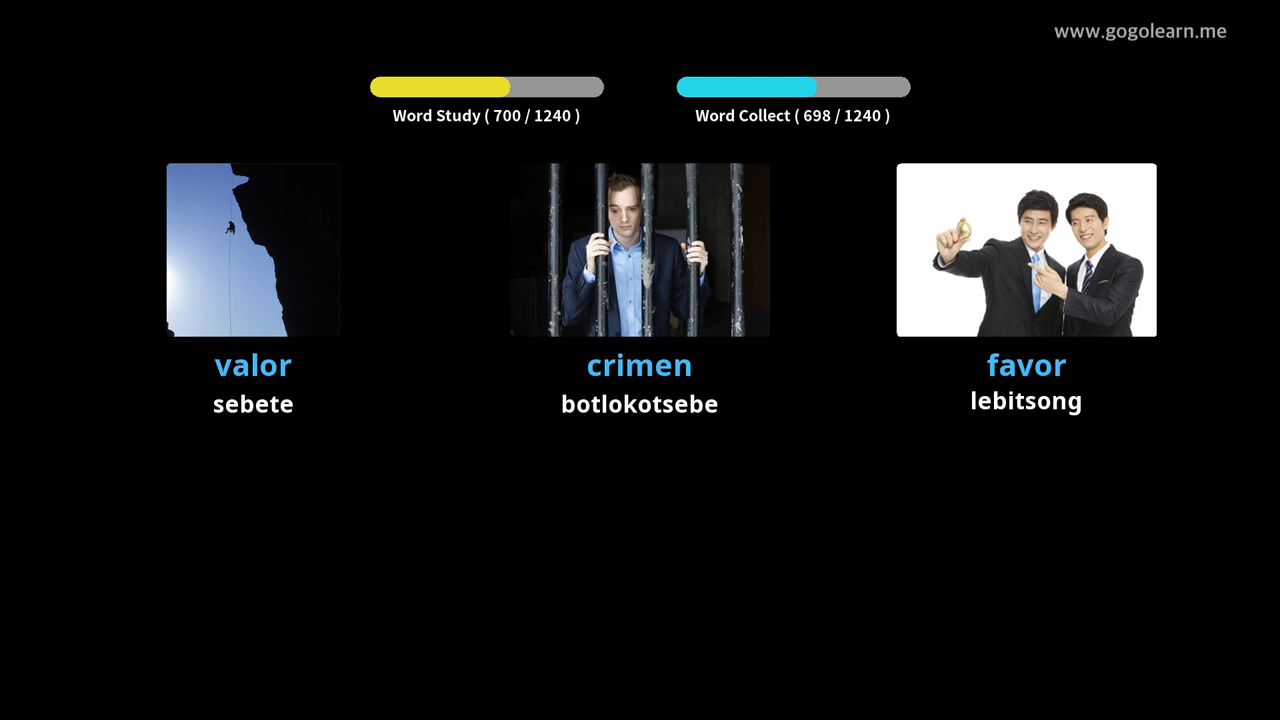 www.gogolearn.me
Word Study ( 700 / 1240 )
Word Collect ( 698 / 1240 )
valor
sebete
crimen
botlokotsebe
favor
lebitsong